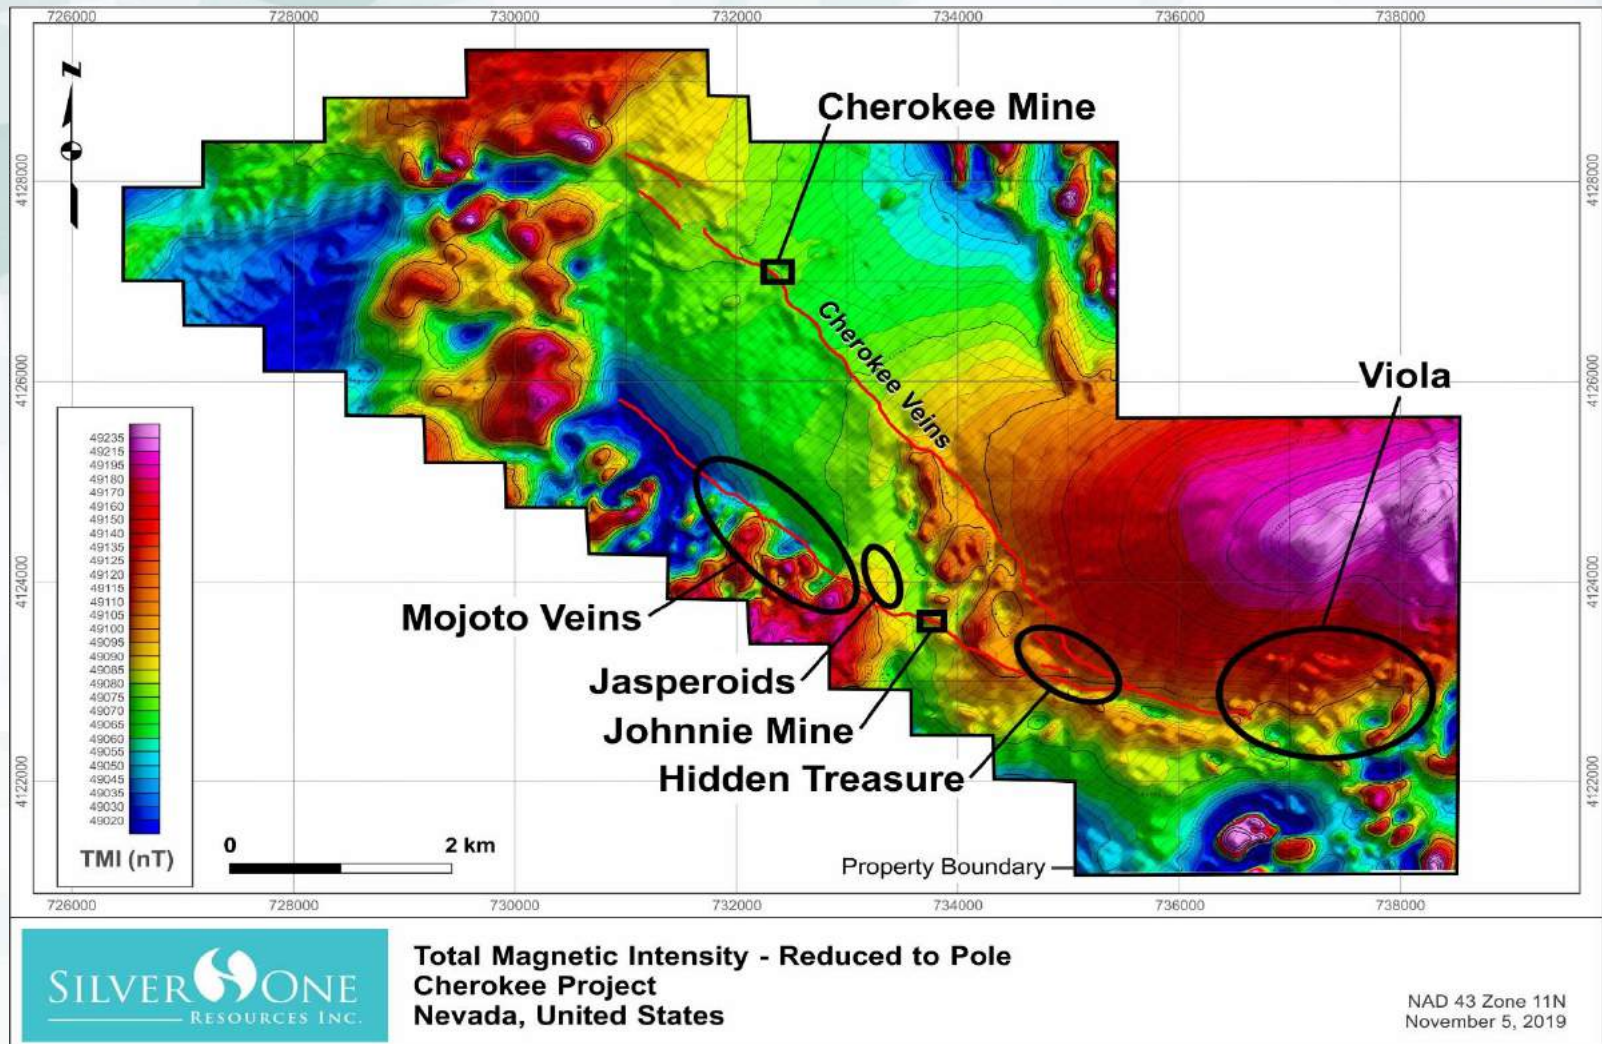 726000 728000 730000 732000 734000 736000 738000
Z
Cherokee Mine
4128000 4128000
Cherokee Veins
4126000 4126000
Viola
49235
49215
49195
49180
49170
49160
49150
49140
49135
49125
49120
49115
49110
49105
49100
49095
49090
49085
49080
49075
49070
49065
49060
49055
49050
49045
49035
49030
49020
TMI (nT)
4124000 4124000
Mojoto Veins
Jasperoids
Johnnie Mine
Hidden Treasure
4122000 4122000
0 2 km
Property Boundary
726000 728000 730000 732000 734000 736000 738000
SILVER ONE
RESOURCES INC.
Total Magnetic Intensity - Reduced to Pole
Cherokee Project
Nevada, United States
NAD 43 Zone 11N
November 5, 2019